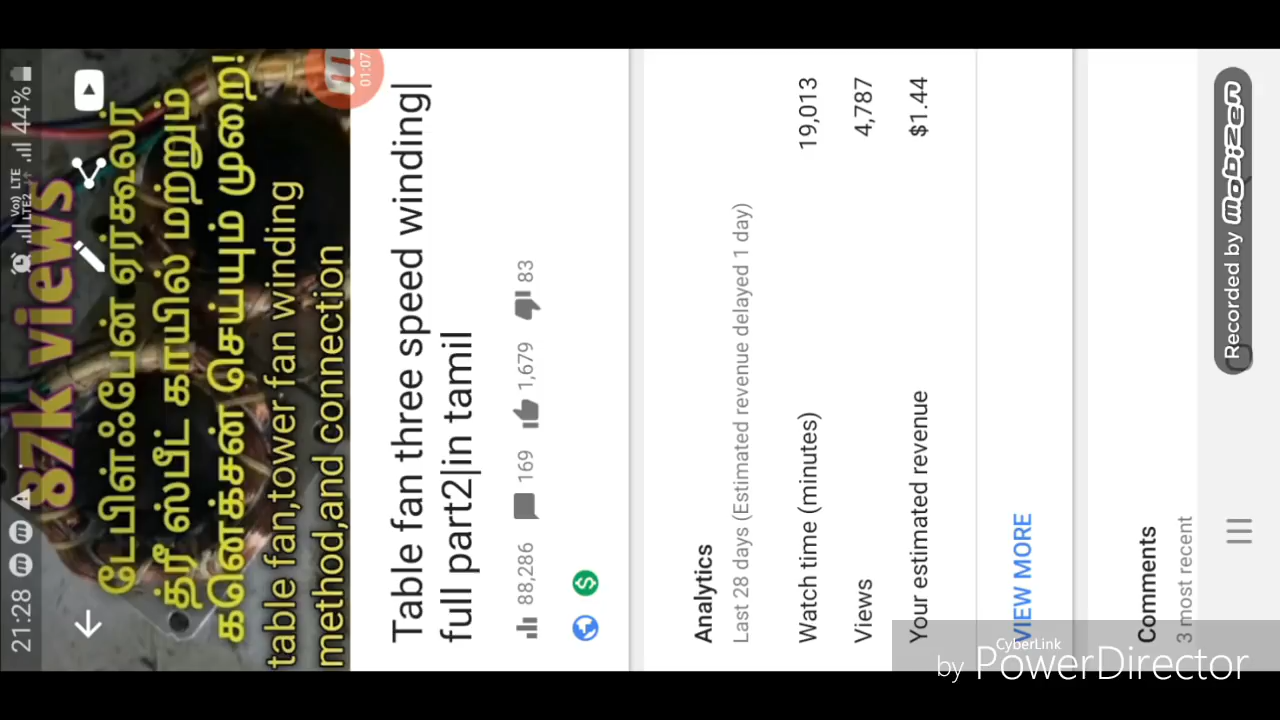 21:28
Vo)) LTE
LTE2
44%
87k views
டேபிள்ஃபேன் ஏர்கூலர்
த்ரீ ஸ்பீட் காயில் மற்றும்
கனெக்சன் செய்யும் முறை!
table fan,tower fan winding
method,and connection
01:07
Table fan three speed winding|
full part2|in tamil
88,286 169 1,679 83
Analytics
Last 28 days (Estimated revenue delayed 1 day)
Watch time (minutes) 19,013
Views 4,787
Your estimated revenue $1.44
VIEW MORE
Comments
3 most recent
Recorded by Mobizen
CyberLink
by PowerDirector